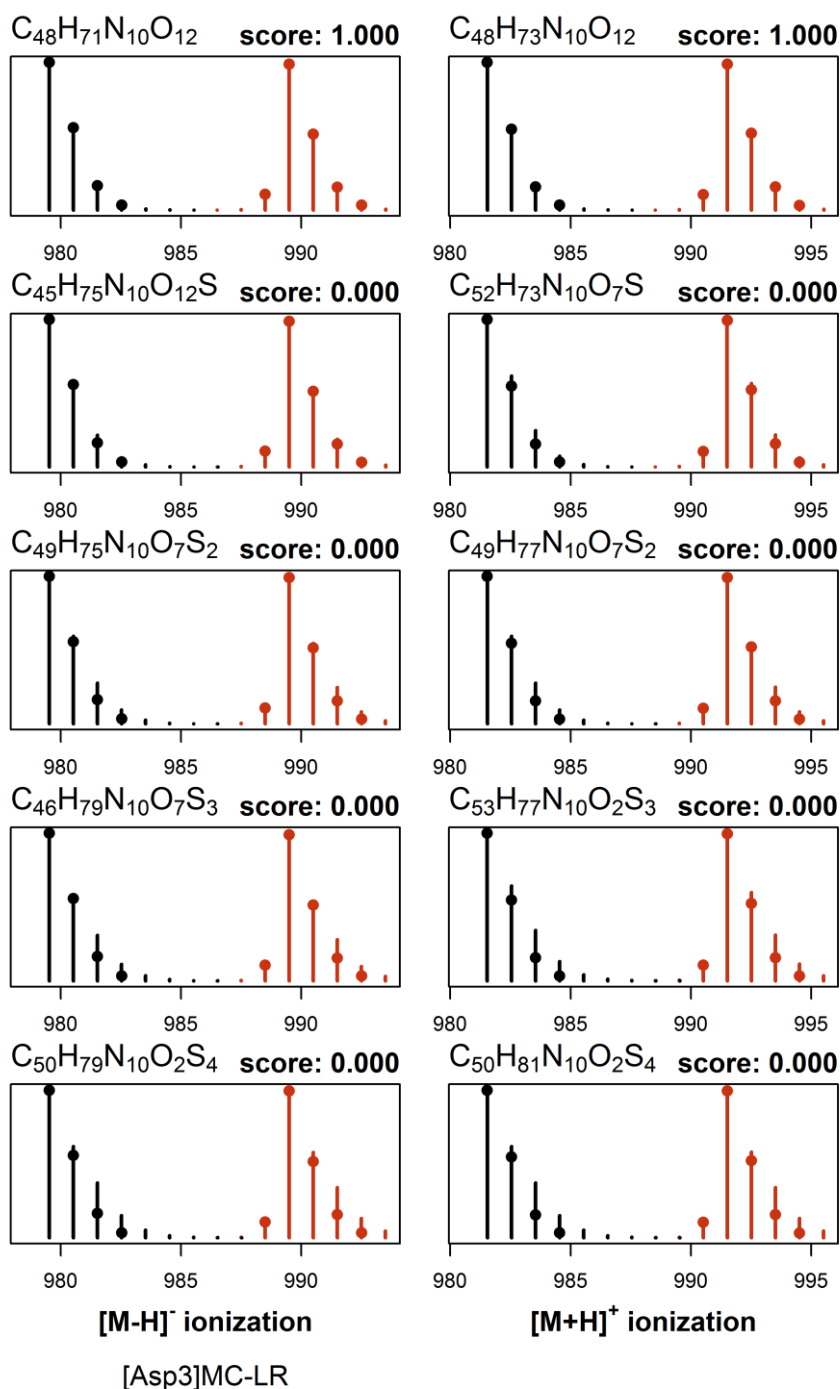 C₄₈H₇₁N₁₀O₁₂ score: 1.000 C₄₈H₇₃N₁₀O₁₂ score: 1.000
980 985 990 980 985 990 995
C₄₅H₇₅N₁₀O₁₂S score: 0.000 C₅₂H₇₃N₁₀O₇S score: 0.000
980 985 990 980 985 990 995
C₄₉H₇₅N₁₀O₇S₂ score: 0.000 C₄₉H₇₇N₁₀O₇S₂ score: 0.000
980 985 990 980 985 990 995
C₄₆H₇₉N₁₀O₇S₃ score: 0.000 C₅₃H₇₇N₁₀O₂S₃ score: 0.000
980 985 990 980 985 990 995
C₅₀H₇₉N₁₀O₂S₄ score: 0.000 C₅₀H₈₁N₁₀O₂S₄ score: 0.000
980 985 990 980 985 990 995
[M-H]⁻ ionization [M+H]⁺ ionization
[Asp3]MC-LR